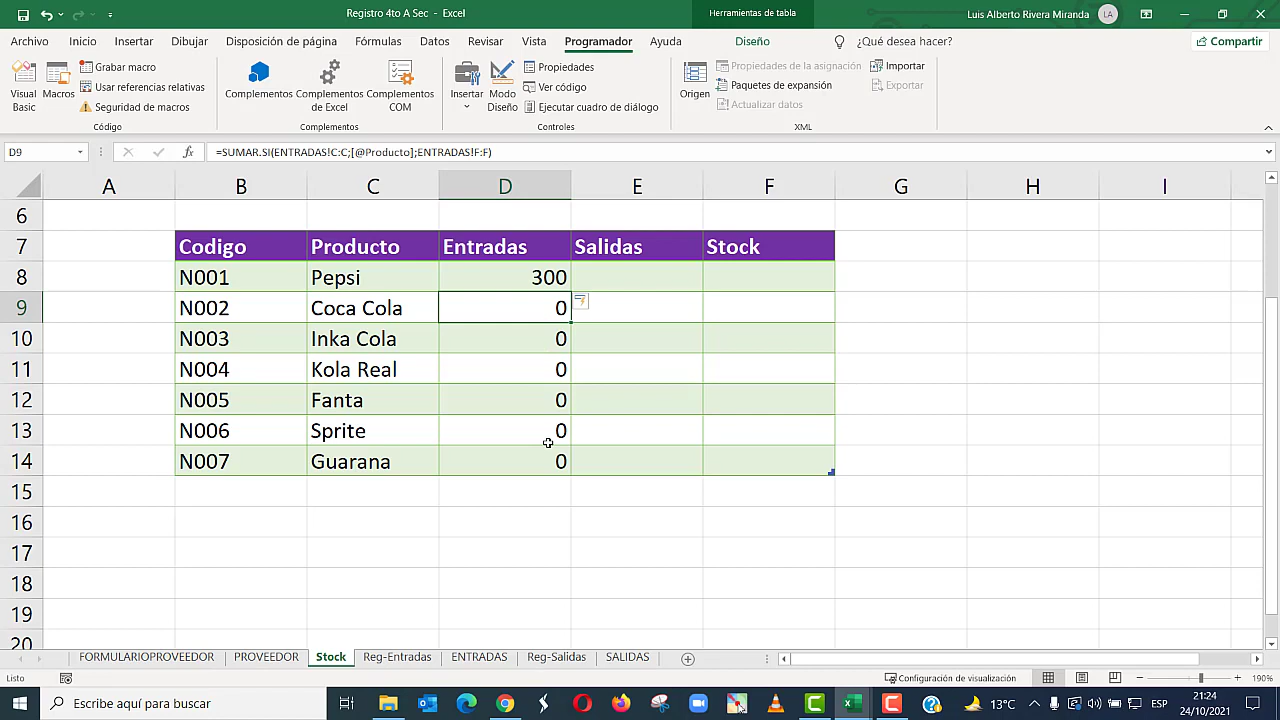 Registro 4to A Sec - Excel
Herramientas de tabla
Luis Alberto Rivera Miranda
LA
Archivo Inicio Insertar Dibujar Disposición de página Fórmulas Datos Revisar Vista Programador Ayuda Diseño ¿Qué desea hacer? Compartir
Visual Basic
Macros
Grabar macro
Usar referencias relativas
Seguridad de macros
Código
Complementos
Complementos de Excel
Complementos COM
Complementos
Insertar
Modo Diseño
Propiedades
Ver código
Ejecutar cuadro de diálogo
Controles
Origen
Propiedades de la asignación
Paquetes de expansión
Actualizar datos
Importar
Exportar
XML
D9
fx
=SUMAR.SI(ENTRADAS!C:C;[@Producto];ENTRADAS!F:F)
A B C D E F G H I
6
7 Codigo Producto Entradas Salidas Stock
8 N001 Pepsi 300
9 N002 Coca Cola 0
10 N003 Inka Cola 0
11 N004 Kola Real 0
12 N005 Fanta 0
13 N006 Sprite 0
14 N007 Guarana 0
15
16
17
18
19
20
FORMULARIOPROVEEDOR PROVEEDOR Stock Reg-Entradas ENTRADAS Reg-Salidas SALIDAS
Listo
Configuración de visualización
190%
Escribe aquí para buscar
13°C
ESP
21:24
24/10/2021